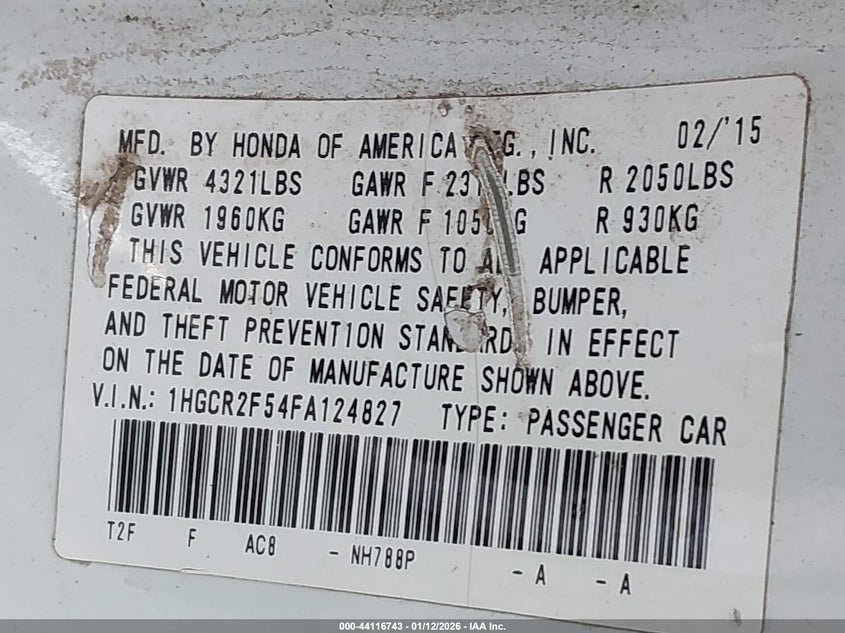 MFD. BY HONDA OF AMERICA INC. 02/'15
GVWR 4321LBS GAWR F LBS R 2050LBS
GVWR 1960KG GAWR F R 930KG
THIS VEHICLE CONFORMS TO APPLICABLE
FEDERAL MOTOR VEHICLE SAFETY, BUMPER,
AND THEFT PREVENTION IN EFFECT
ON THE DATE OF MANUFACTURE SHOWN ABOVE.
V.I.N.: 1HGCR2F54FA124827 TYPE: PASSENGER CAR
T2F F AC8 - NH788P - A - A
000-44116743 - 01/12/2026 - IAA Inc.